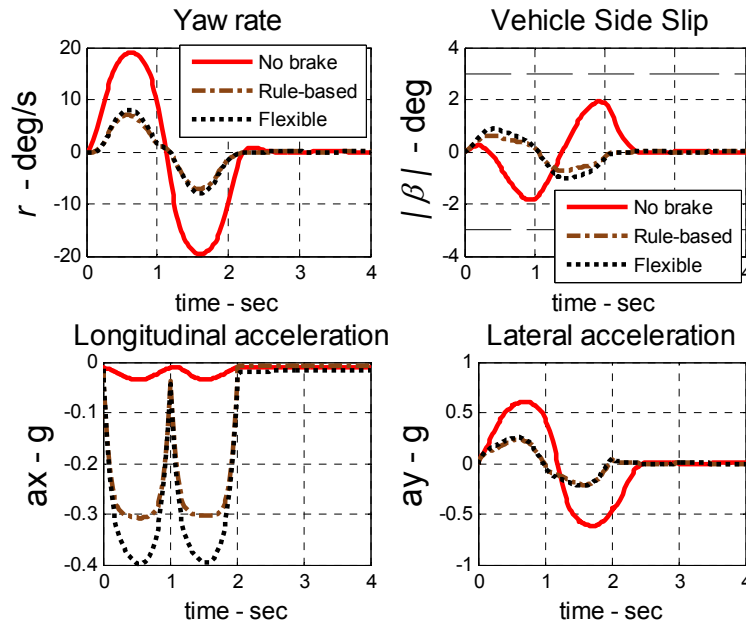 Yaw rate
r - deg/s
20
10
0
-10
-20
No brake
Rule-based
Flexible
0 1 2 3 4
time - sec
Vehicle Side Slip
|β| - deg
4
2
0
-2
-4
No brake
Rule-based
Flexible
0 1 2 3 4
time - sec
Longitudinal acceleration
ax - g
0
-0.1
-0.2
-0.3
-0.4
0 1 2 3 4
time - sec
Lateral acceleration
ay - g
1
0.5
0
-0.5
-1
0 1 2 3 4
time - sec